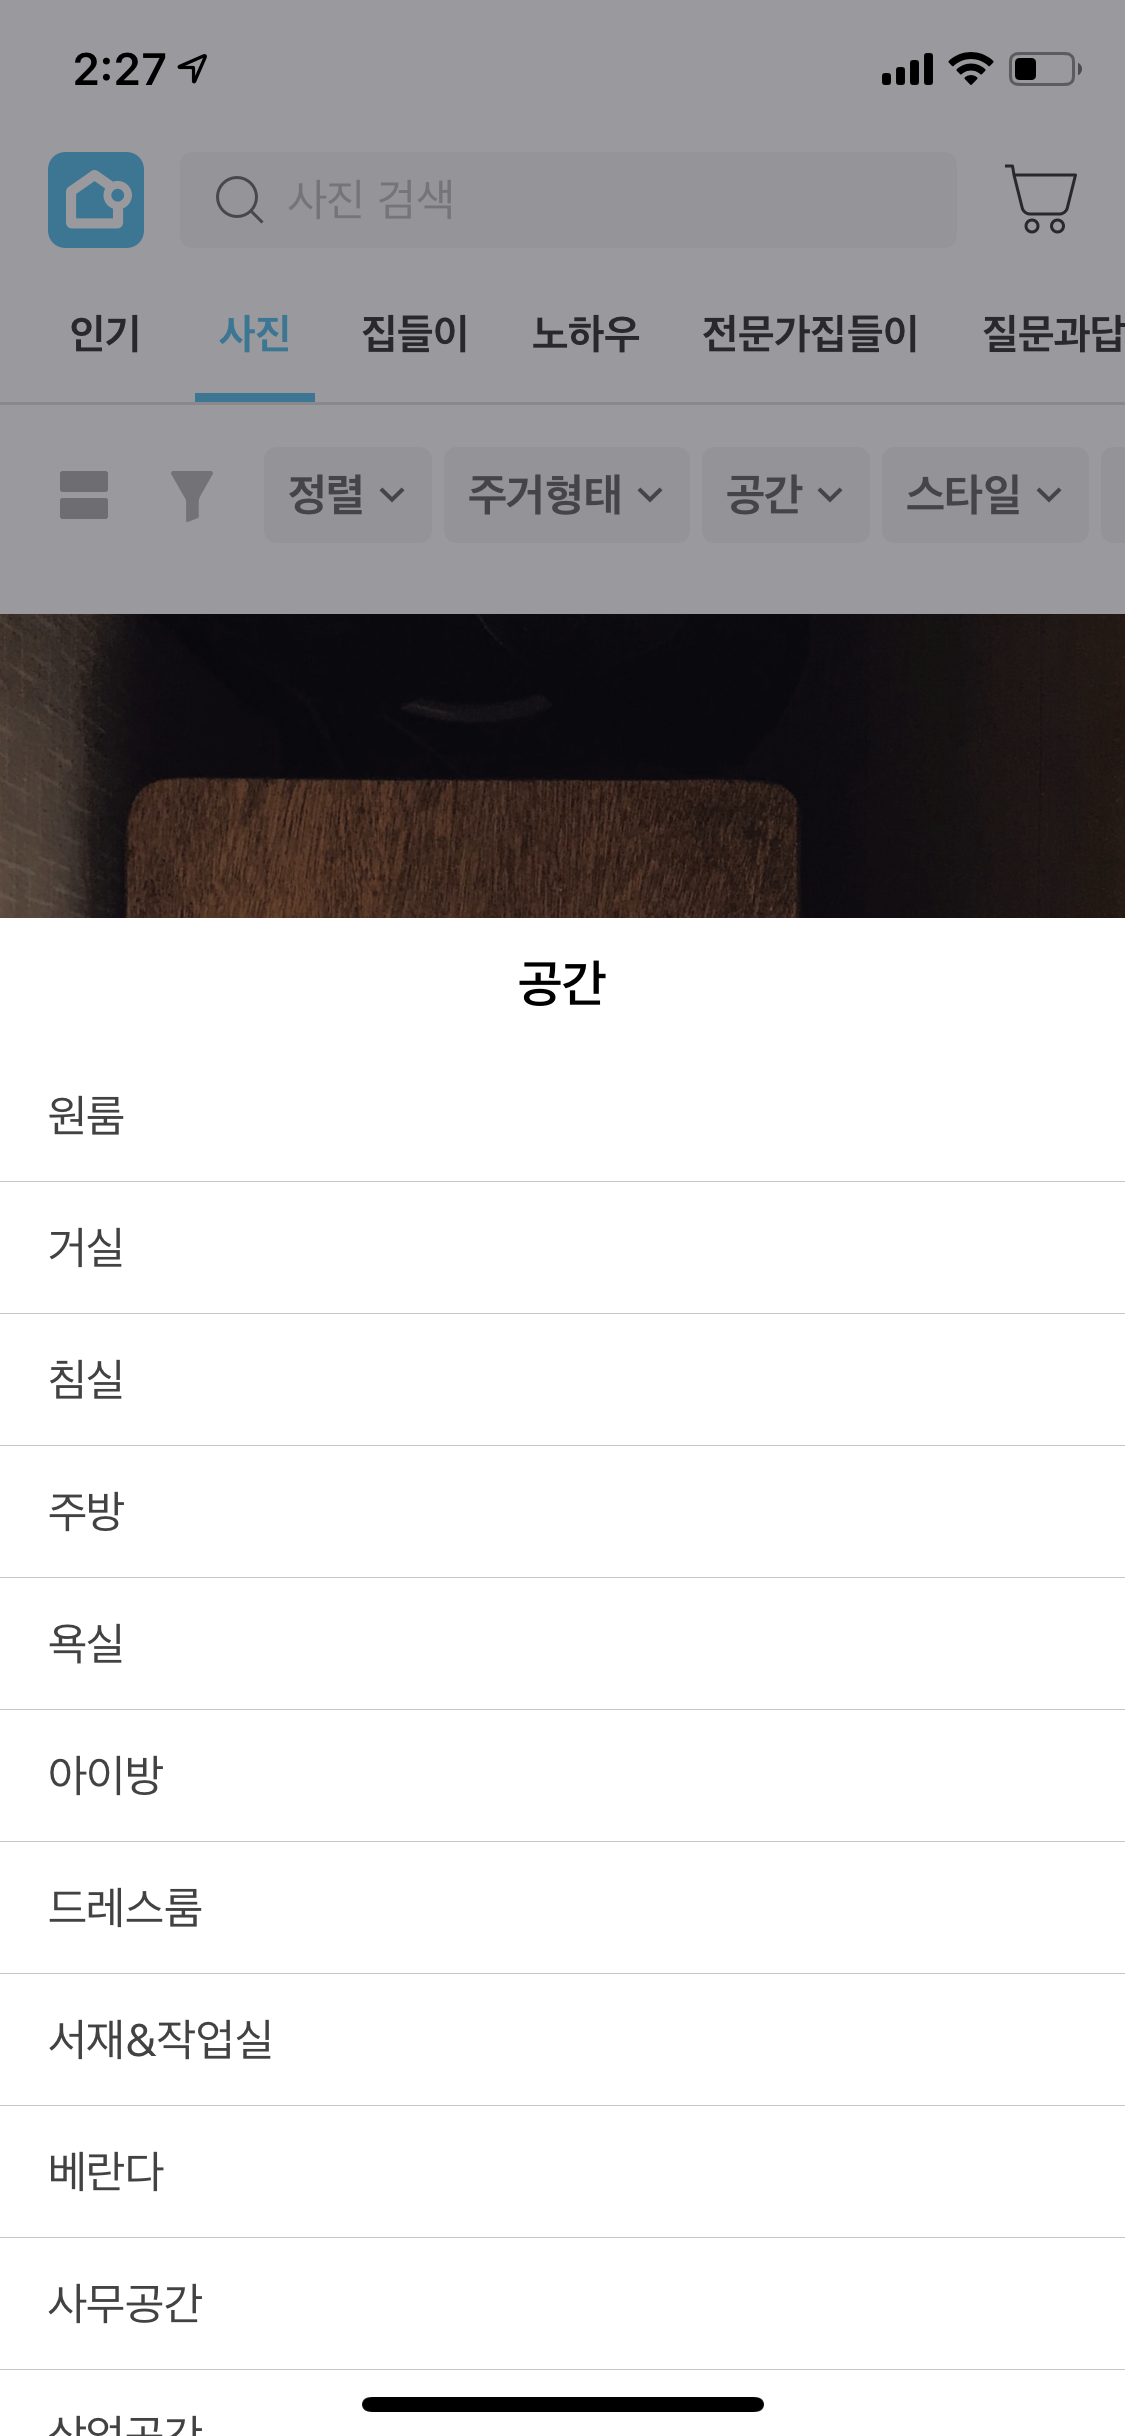 2:27
사진 검색
인기 사진 집들이 노하우 전문가집들이 질문과답
정렬 주거형태 공간 스타일
공간
원룸
거실
침실
주방
욕실
아이방
드레스룸
서재&작업실
베란다
사무공간